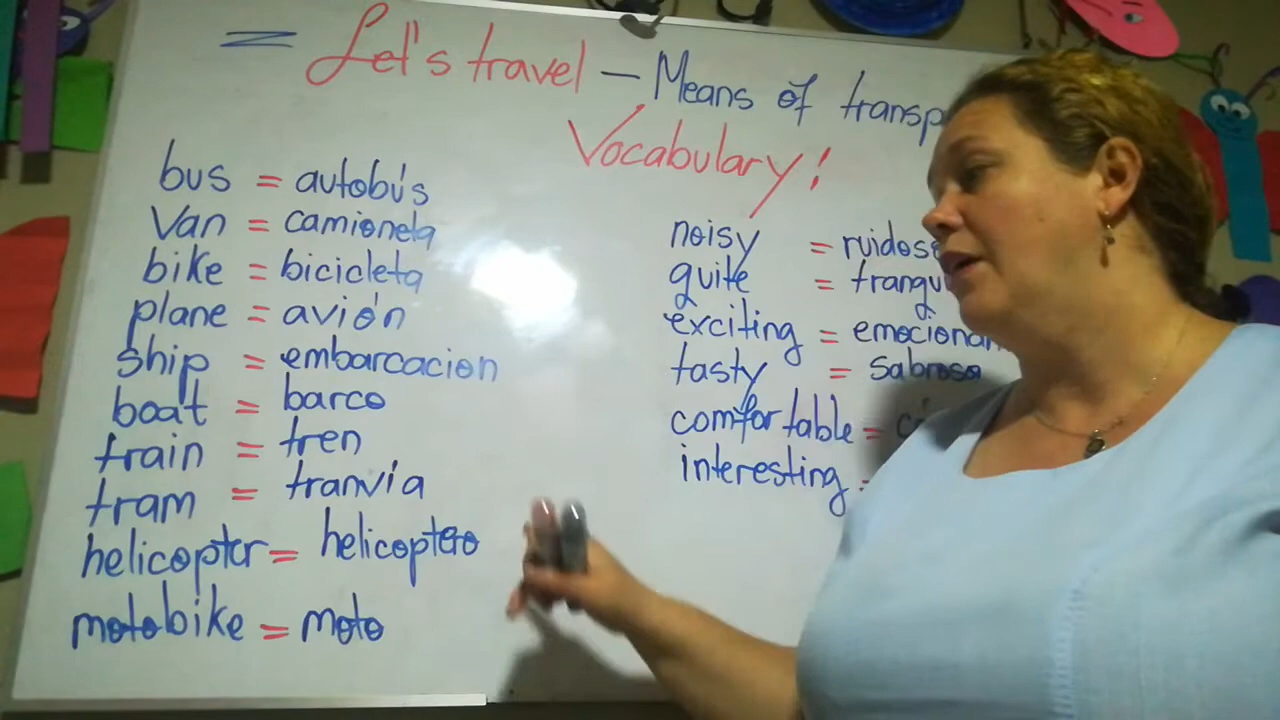 = Let's travel - Means of transp
Vocabulary!
bus = autobús
Van = camioneta
bike = bicicleta
plane = avión
ship = embarcacion
boat = barco
train = tren
tram = tranvía
helicopter = helicoptero
motobike = moto
noisy = ruidos
quite = tranqu
exciting = emocionan
tasty = sabrosa
comfortable = c
interesting =